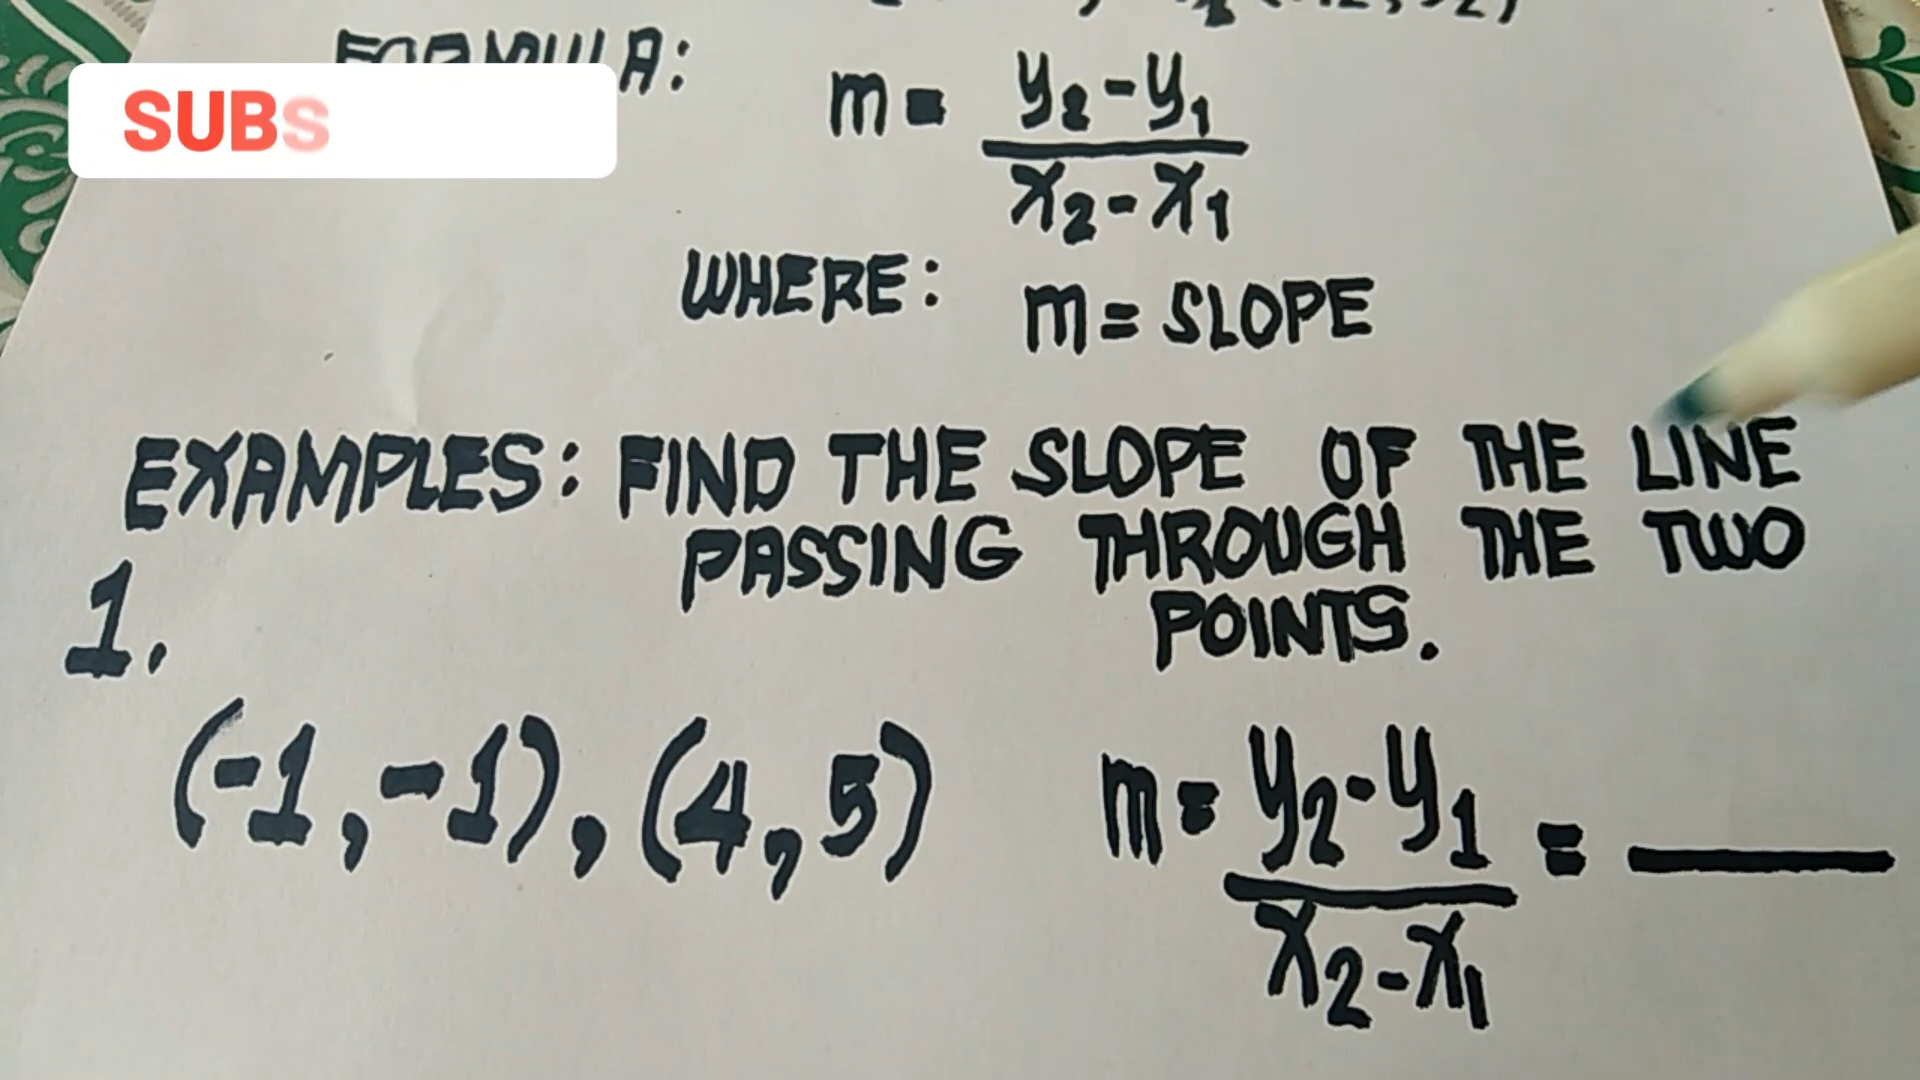 FORMULA:
m = y2-y1
x2-x1
SUBS
WHERE: m = SLOPE
EXAMPLES: FIND THE SLOPE OF THE LINE
PASSING THROUGH THE TWO
POINTS.
1.
(-1,-1), (4,5) m = y2-y1 = ____
x2-x1